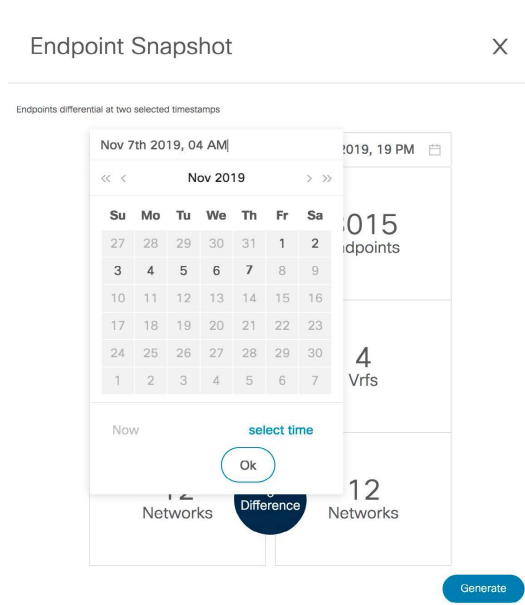 Endpoint Snapshot X
Endpoints differential at two selected timestamps
Nov 7th 2019, 04 AM
2019, 19 PM
« < Nov 2019 > »
Su Mo Tu We Th Fr Sa
27 28 29 30 31 1 2
3 4 5 6 7 8 9
10 11 12 13 14 15 16
17 18 19 20 21 22 23
24 25 26 27 28 29 30
1 2 3 4 5 6 7
Now select time
Ok
015
dpoints
4
Vrfs
12
Networks
Difference
12
Networks
Generate